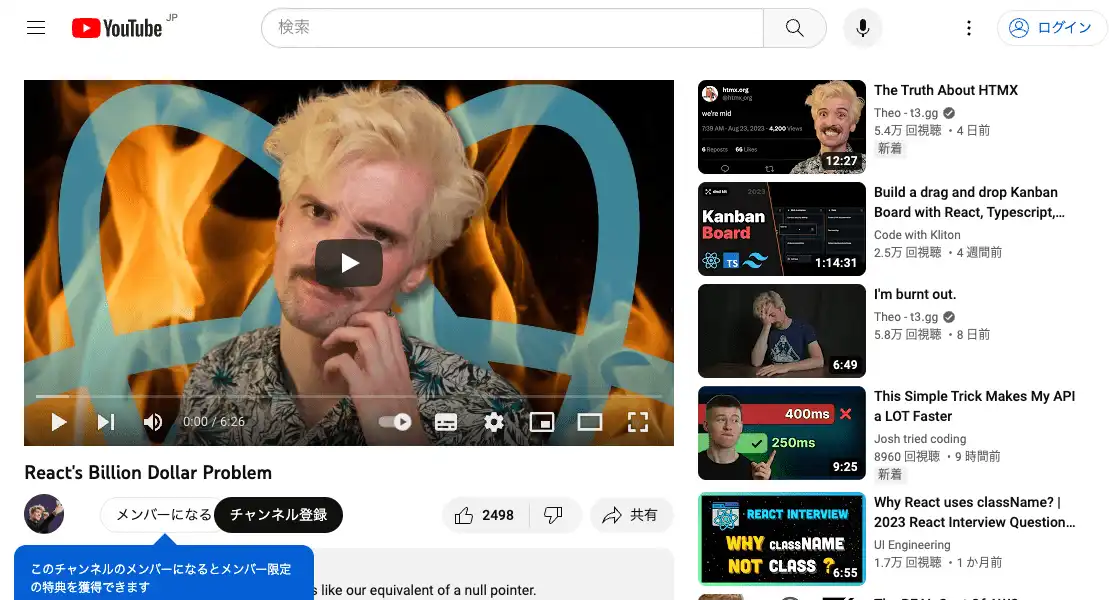 YouTube JP
検索
ログイン
0:00 / 6:26
React's Billion Dollar Problem
メンバーになる
チャンネル登録
2498
共有
このチャンネルのメンバーになるとメンバー限定
の特典を獲得できます
like our equivalent of a null pointer.
htmx.org
@htmx_org
we're mid
7:39 AM · Aug 23, 2023 · 4,200 Views
6 Reposts 66 Likes
12:27
The Truth About HTMX
Theo - t3.gg
5.4万 回視聴 ・4 日前
新着
2023
Kanban
Board
TS
1:14:31
Build a drag and drop Kanban
Board with React, Typescript,…
Code with Kliton
2.5万 回視聴 ・4 週間前
6:49
I'm burnt out.
Theo - t3.gg
5.8万 回視聴 ・8 日前
400ms
250ms
9:25
This Simple Trick Makes My API
a LOT Faster
Josh tried coding
8960 回視聴 ・9 時間前
新着
REACT INTERVIEW
WHY CLASSNAME
NOT CLASS ?
6:55
Why React uses className? |
2023 React Interview Question…
UI Engineering
1.7万 回視聴 ・1 か月前